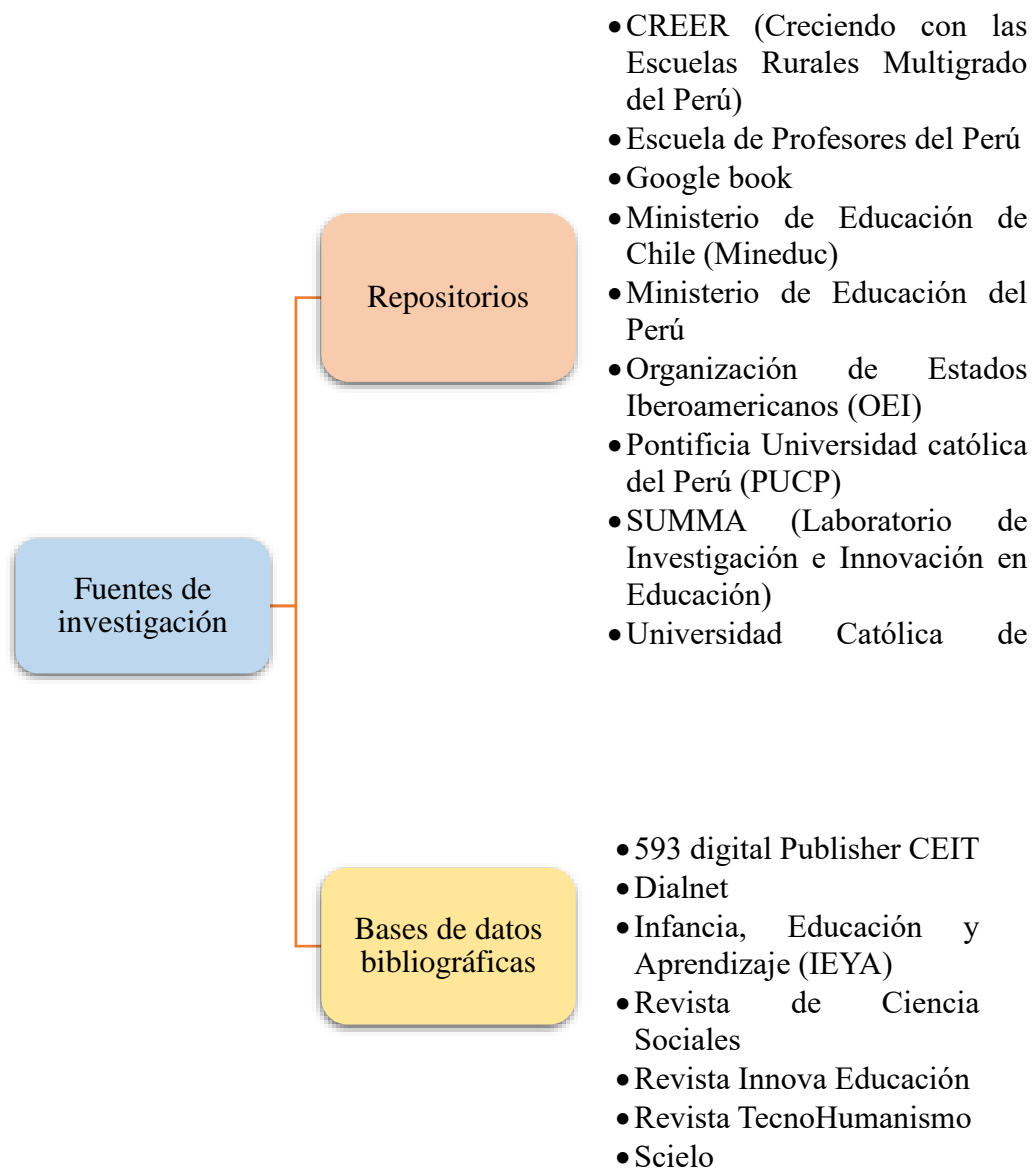 Fuentes de
investigación
Repositorios
•CREER (Creciendo con las
Escuelas Rurales Multigrado
del Perú)
•Escuela de Profesores del Perú
•Google book
•Ministerio de Educación de
Chile (Mineduc)
•Ministerio de Educación del
Perú
•Organización de Estados
Iberoamericanos (OEI)
•Pontificia Universidad católica
del Perú (PUCP)
•SUMMA (Laboratorio de
Investigación e Innovación en
Educación)
•Universidad Católica de
Bases de datos
bibliográficas
•593 digital Publisher CEIT
•Dialnet
•Infancia, Educación y
Aprendizaje (IEYA)
•Revista de Ciencia
Sociales
•Revista Innova Educación
•Revista TecnoHumanismo
•Scielo